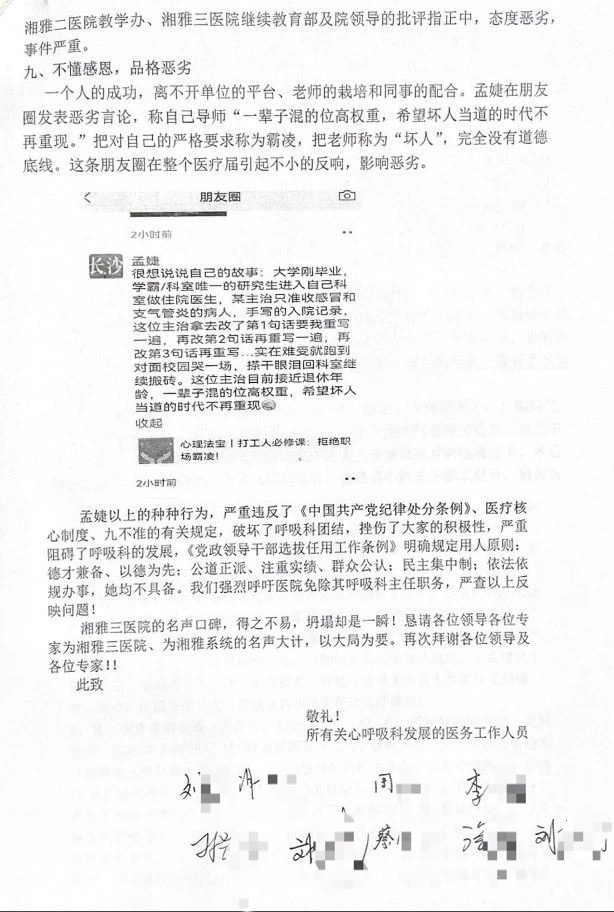 湘雅二医院教学办、湘雅三医院继续教育部及院领导的批评指正中，态度恶劣，
事件严重。
九、不懂感恩，品格恶劣
一个人的成功，离不开单位的平台、老师的栽培和同事的配合。孟婕在朋友
圈发表恶劣言论，称自己导师“一辈子混的位高权重，希望坏人当道的时代不
再重现。”把对自己的严格要求称为霸凌，把老师称为“坏人”，完全没有道德
底线。这条朋友圈在整个医疗届引起不小的反响，影响恶劣。
朋友圈
2小时前
长沙
孟婕
很想说说自己的故事：大学刚毕业，
学霸/科室唯一的研究生进入自己科
室做住院医生，某主治只准收感冒和
支气管炎的病人，手写的入院记录，
这位主治拿去改了第1句话要我重写
一遍，再改第2句话再重写一遍，再
改第3句话再重写...实在难受就跑到
对面校园哭一场，擦干眼泪回科室继
续搬砖。这位主治目前接近退休年
龄，一辈子混的位高权重，希望坏人
当道的时代不再重现
收起
心理法宝丨打工人必修课：拒绝职
场霸凌！
2小时前
孟婕以上的种种行为，严重违反了《中国共产党纪律处分条例》、医疗核
心制度、九不准的有关规定，破坏了呼吸科团结，挫伤了大家的积极性，严重
阻碍了呼吸科的发展，《党政领导干部选拔任用工作条例》明确规定用人原则：
德才兼备、以德为先；公道正派、注重实绩、群众公认；民主集中制；依法依
规办事，她均不具备。我们强烈呼吁医院免除其呼吸科主任职务，严查以上反
映问题！
湘雅三医院的名声口碑，得之不易，坍塌却是一瞬！恳请各位领导各位专
家为湘雅三医院、为湘雅系统的名声大计，以大局为要。再次拜谢各位领导及
各位专家！！
此致
敬礼！
所有关心呼吸科发展的医务工作人员
刘 李
蔡 刘